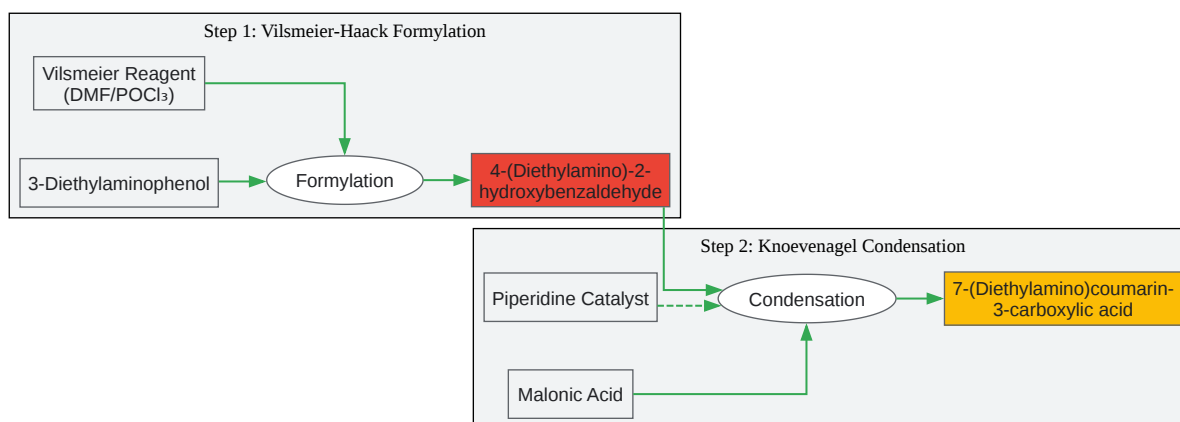 Step 1: Vilsmeier-Haack Formylation
Vilsmeier Reagent
(DMF/POCl₃)
3-Diethylaminophenol
Formylation
4-(Diethylamino)-2-
hydroxybenzaldehyde
Step 2: Knoevenagel Condensation
Piperidine Catalyst
Condensation
7-(Diethylamino)coumarin-
3-carboxylic acid
Malonic Acid